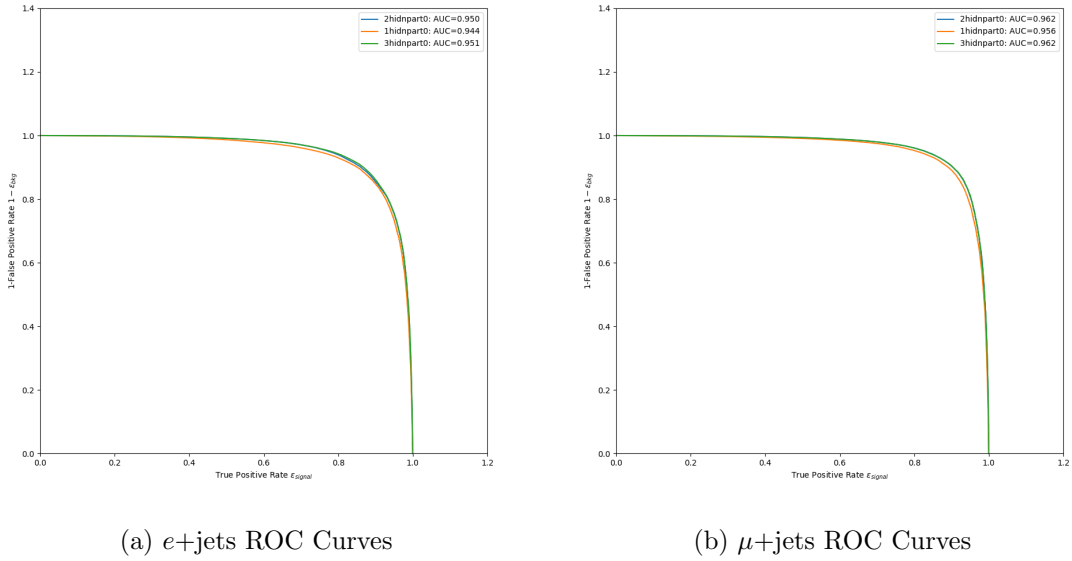 2hidnpart0: AUC=0.950
1hidnpart0: AUC=0.944
3hidnpart0: AUC=0.951
1.4
1.2
1.0
0.8
0.6
0.4
0.2
0.0
1-False Positive Rate 1 − ε_bkg
0.0 0.2 0.4 0.6 0.8 1.0 1.2
True Positive Rate ε_signal
(a) e+jets ROC Curves
2hidnpart0: AUC=0.962
1hidnpart0: AUC=0.956
3hidnpart0: AUC=0.962
1.4
1.2
1.0
0.8
0.6
0.4
0.2
0.0
1-False Positive Rate 1 − ε_bkg
0.0 0.2 0.4 0.6 0.8 1.0 1.2
True Positive Rate ε_signal
(b) μ+jets ROC Curves